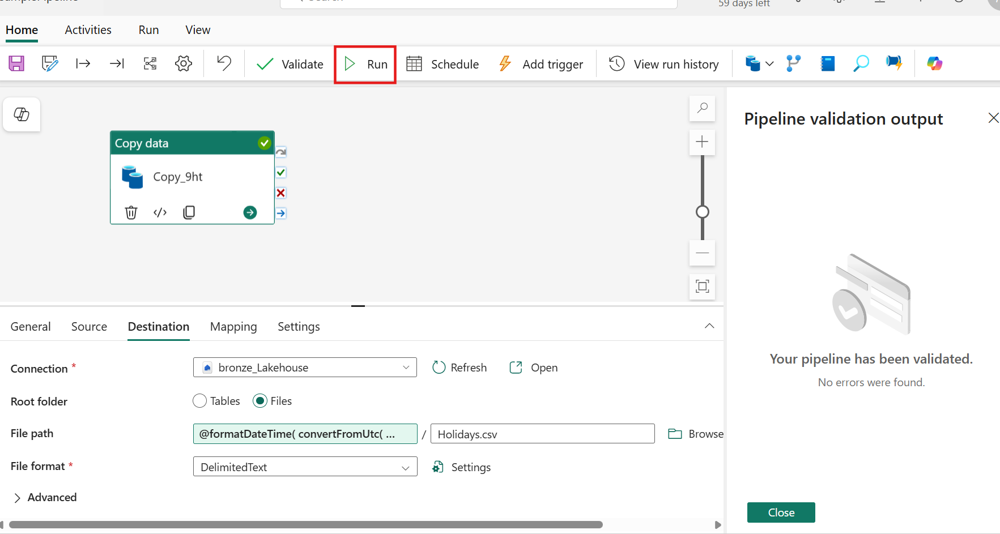 59 days left
Home Activities Run View
Validate Run Schedule Add trigger View run history
Pipeline validation output
Copy data
Copy_9ht
General Source Destination Mapping Settings
Connection * bronze_Lakehouse Refresh Open
Root folder Tables Files
File path @formatDateTime( convertFromUtc( ... / Holidays.csv Browse
File format * DelimitedText Settings
Advanced
Your pipeline has been validated.
No errors were found.
Close